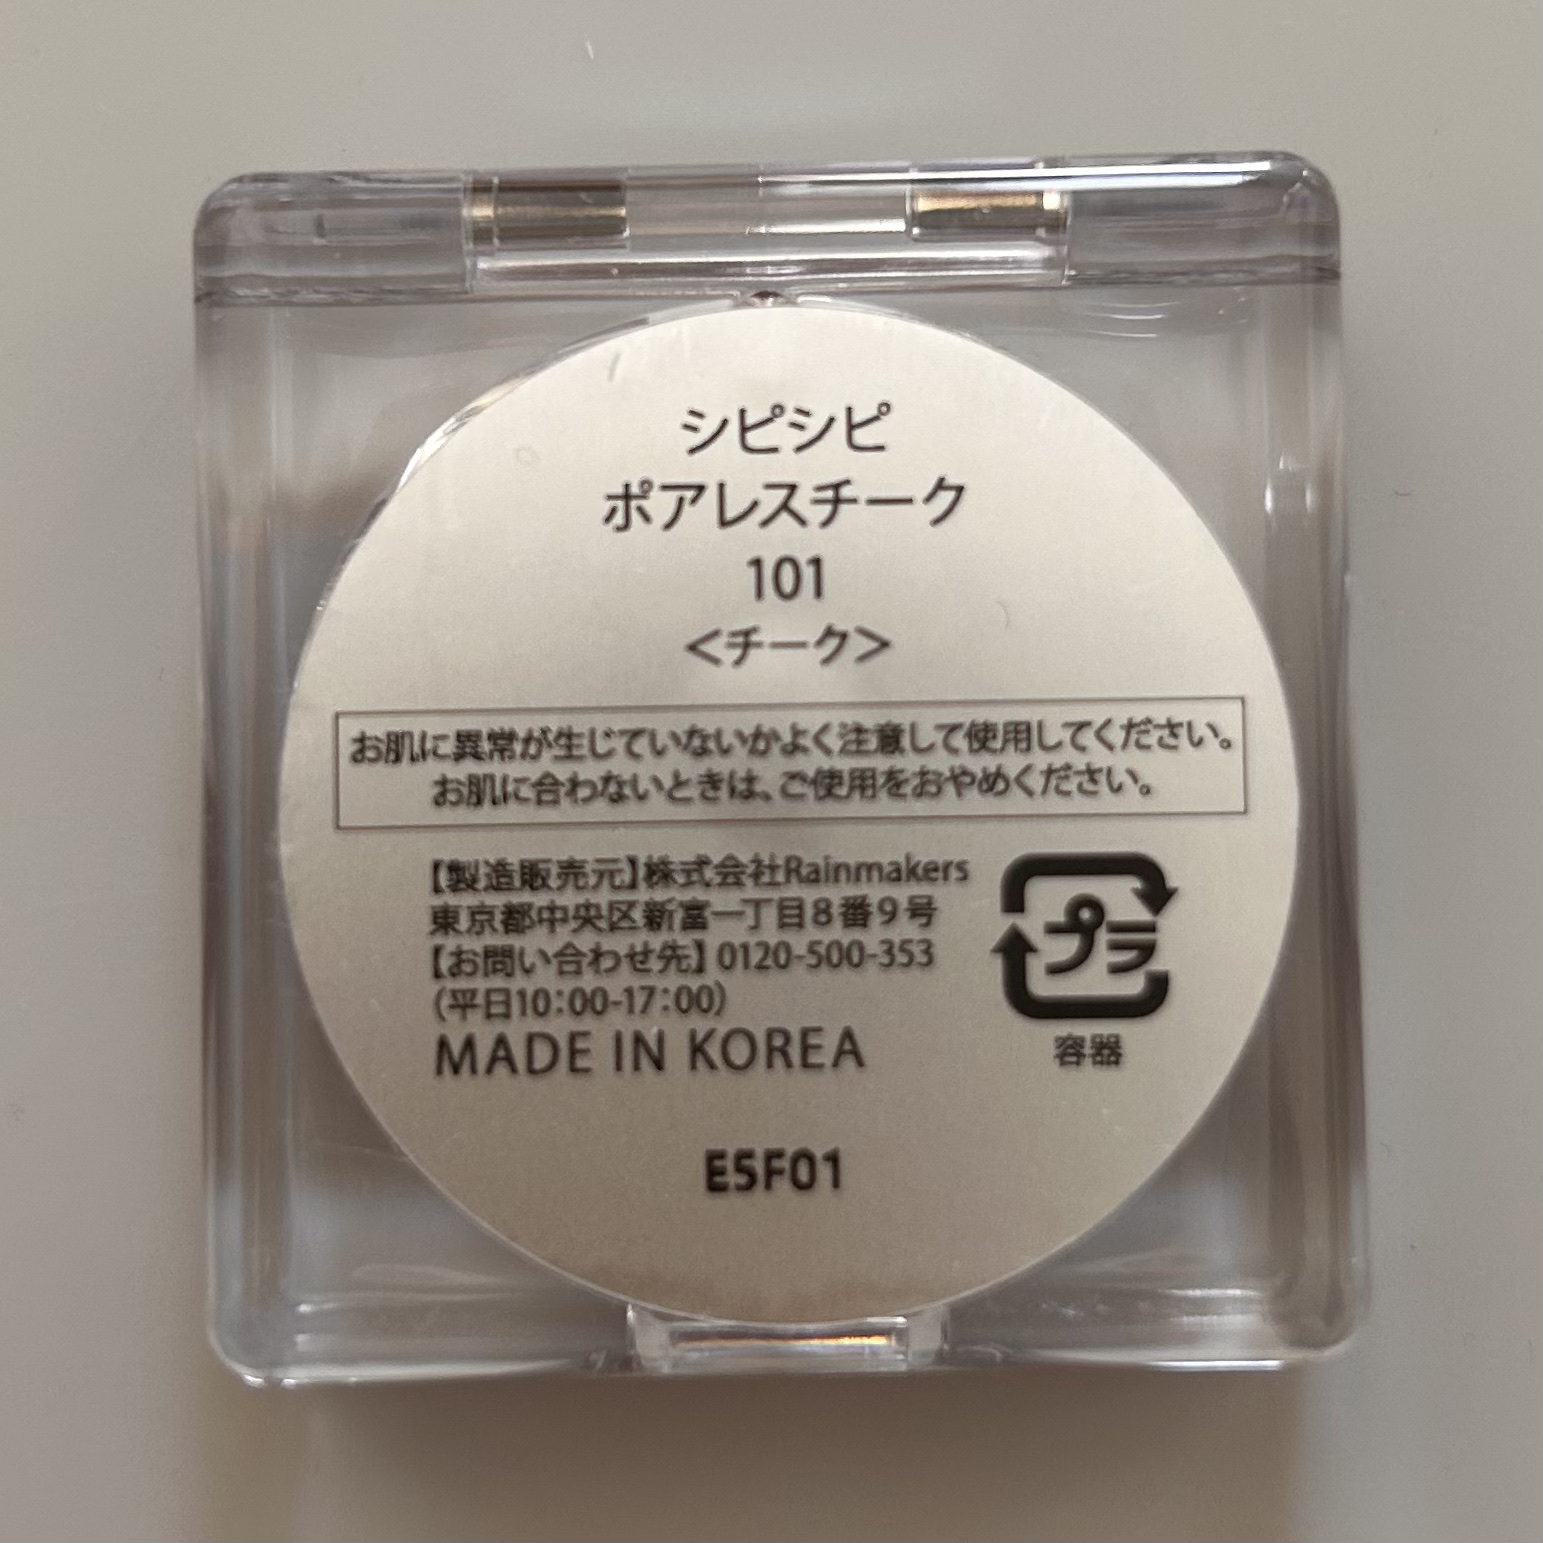 シピシピ
ポアレスチーク
101
<チーク>
お肌に異常が生じていないかよく注意して使用してください。
お肌に合わないときは、ご使用をおやめください。
【製造販売元】株式会社Rainmakers
東京都中央区新富一丁目8番9号
【お問い合わせ先】0120-500-353
(平日10:00-17:00)
MADE IN KOREA
プラ
容器
E5F01